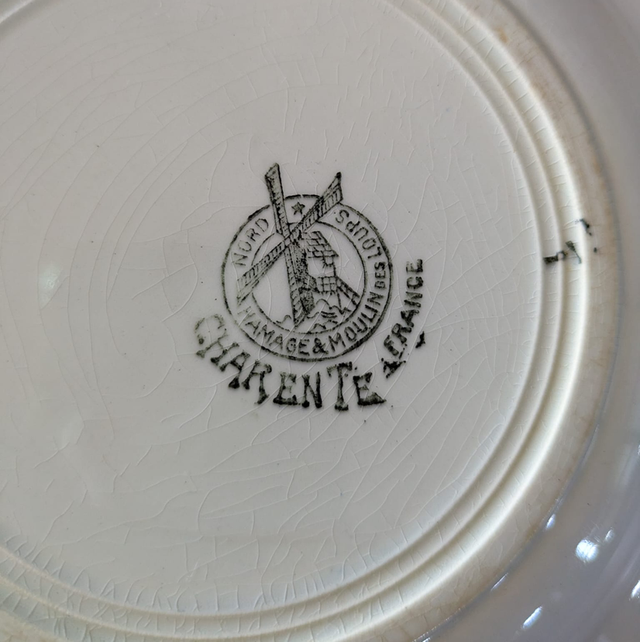 NORD
HAMAGE & MOULIN DES LOUPS
CHARENTE
FRANCE